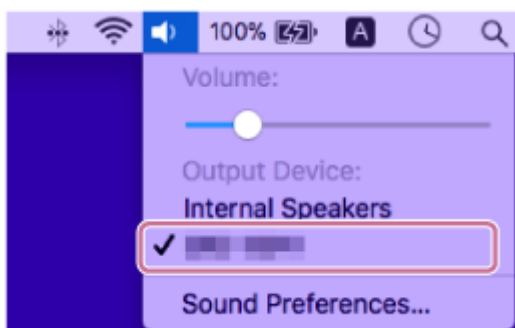 100% A
Volume:
Output Device:
Internal Speakers
Sound Preferences...